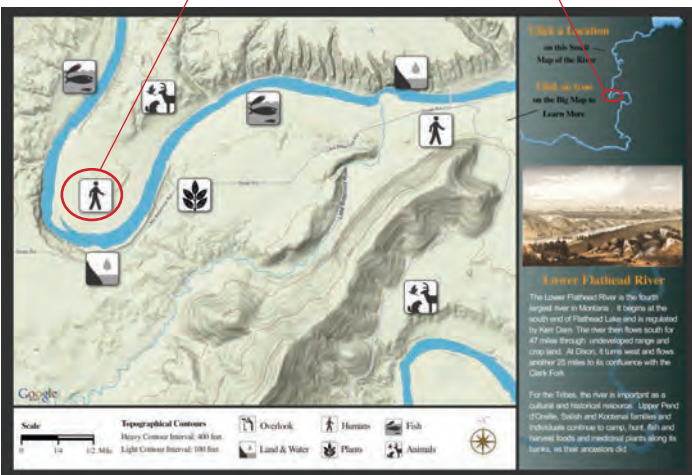 Click a Location
on this Small
Map of the River
Click an Icon
on the Big Map to
Learn More
Lower Flathead River
The Lower Flathead River is the fourth
largest river in Montana. It begins at the
south end of Flathead Lake and is regulated
by Kerr Dam. The river then flows south for
47 miles through undeveloped range and
crop land. At Dixon, it turns west and flows
another 25 miles to its confluence with the
Clark Fork.
For the Tribes, the river is important as a
cultural and historical resource. Upper Pend
d'Oreille, Salish and Kootenai families and
individuals continue to camp, hunt, fish and
harvest foods and medicinal plants along its
banks, as their ancestors did.
Google
Scale
0 1/4 1/2 Mile
Topographical Contours
Heavy Contour Interval: 400 feet
Light Contour Interval: 100 feet
Overlook
Humans
Fish
Land & Water
Plants
Animals